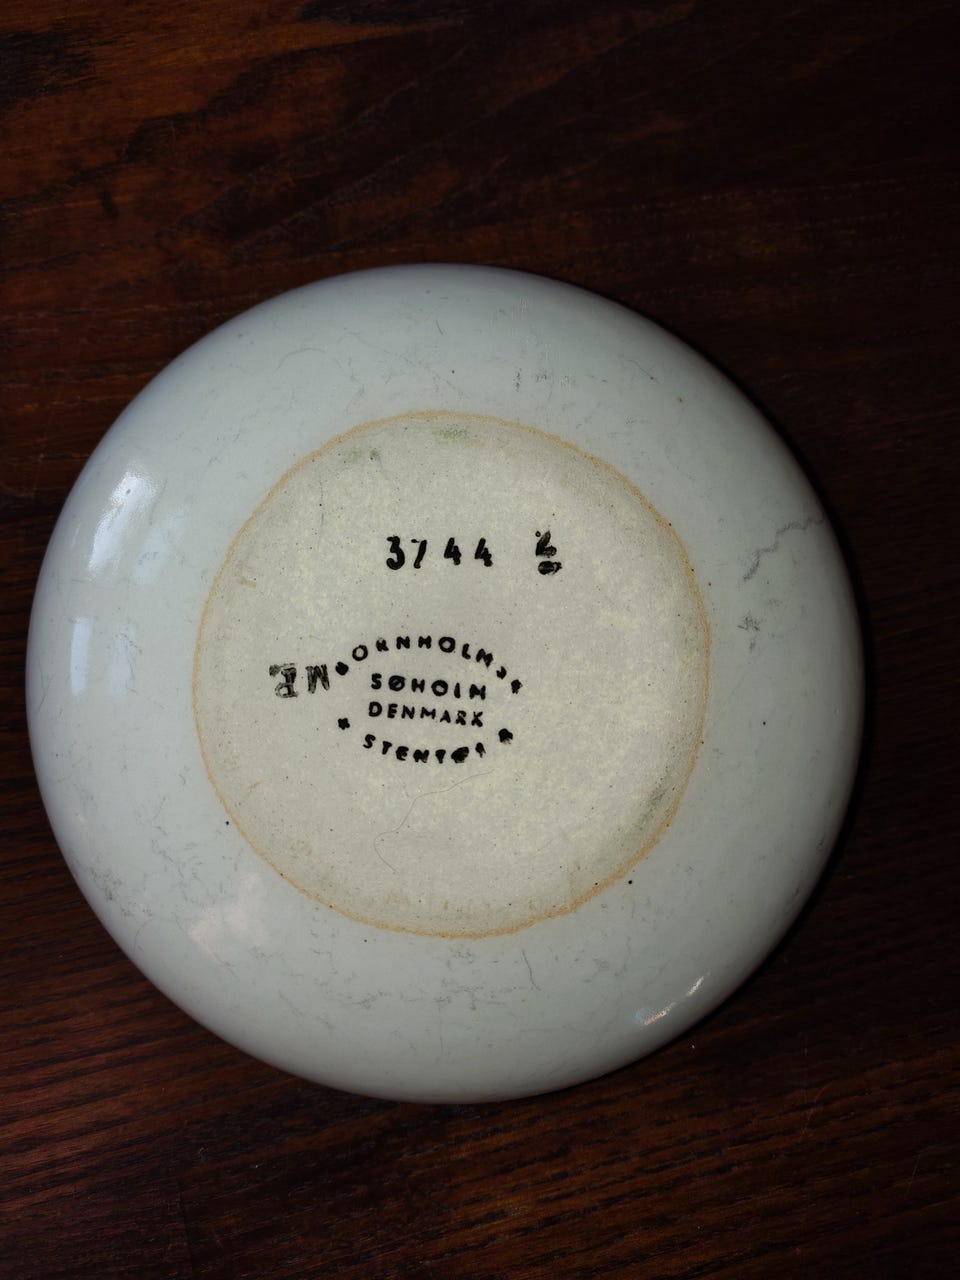 3744
BORNHOLMSK
SØHOLM
DENMARK
STENTØJ